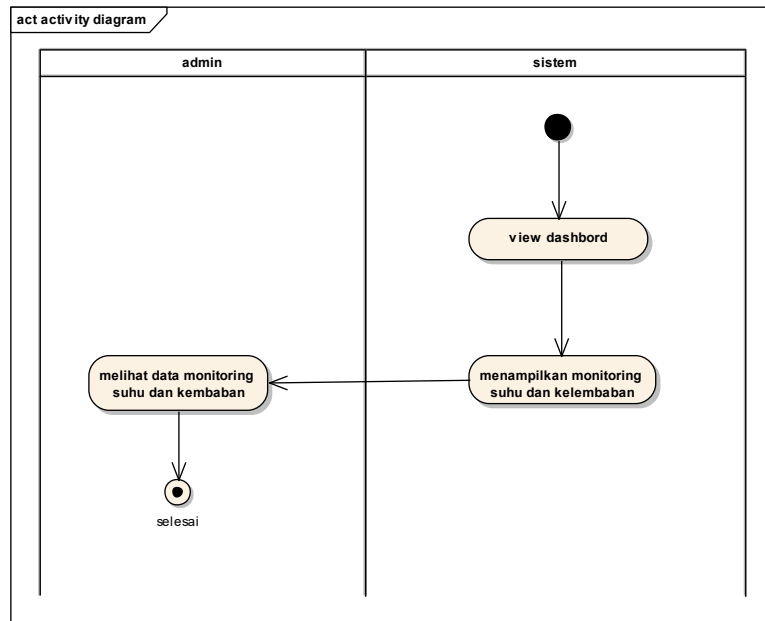 act activity diagram
admin
sistem
view dashbord
melihat data monitoring
suhu dan kembaban
menampilkan monitoring
suhu dan kelembaban
selesai